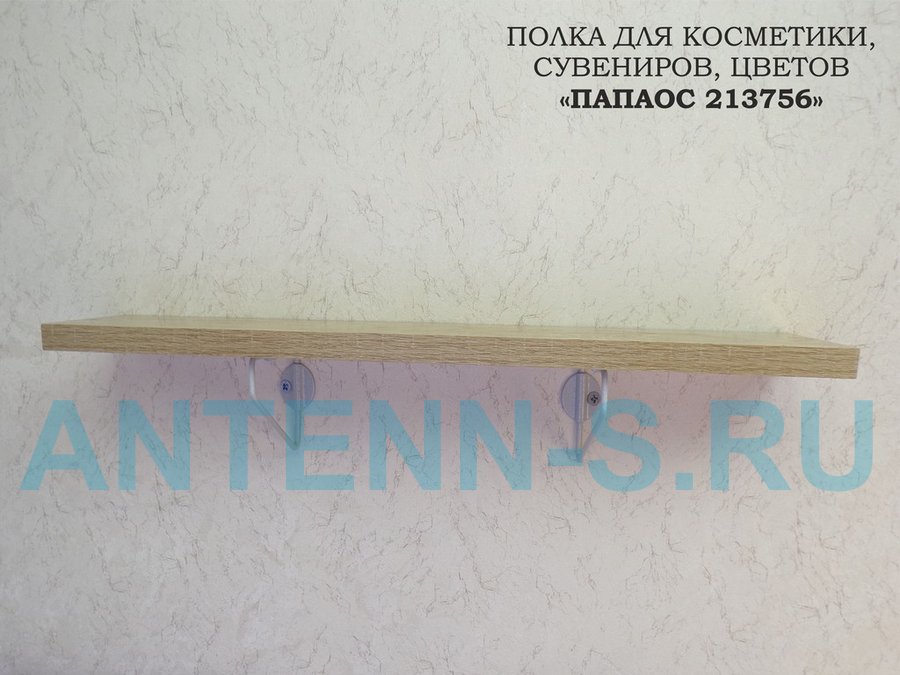 ПОЛКА ДЛЯ КОСМЕТИКИ,
СУВЕНИРОВ, ЦВЕТОВ
«ПАПАОС 213756»
ANTENN-S.RU